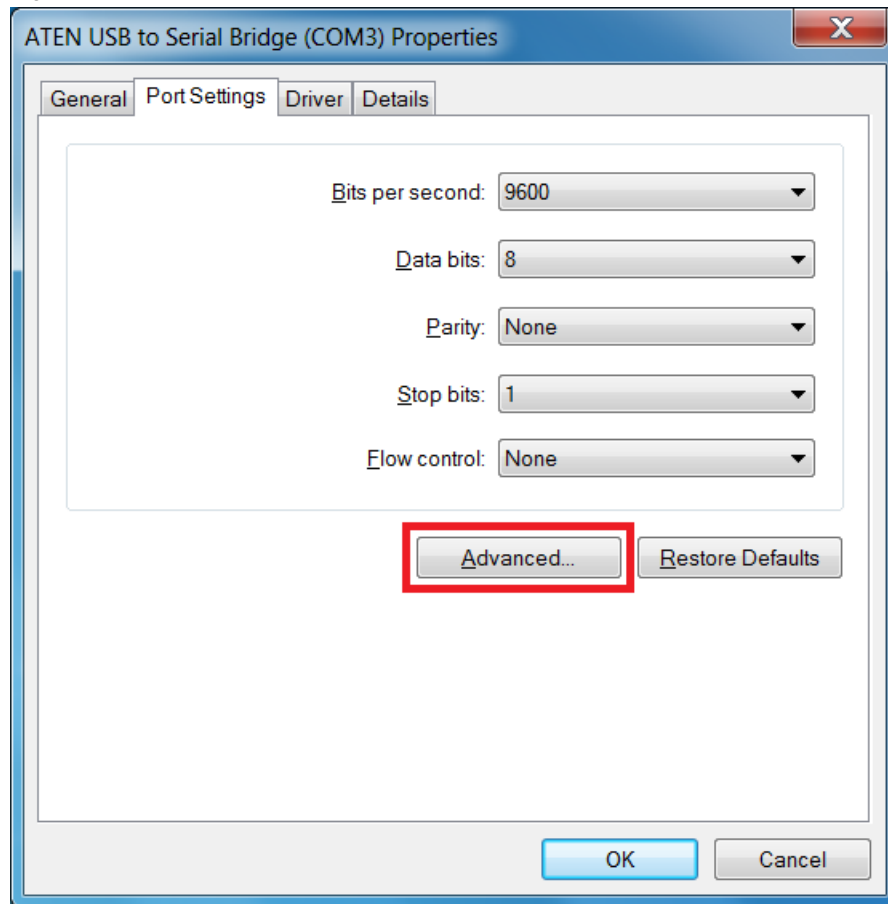 ATEN USB to Serial Bridge (COM3) Properties
General Port Settings Driver Details
Bits per second: 9600
Data bits: 8
Parity: None
Stop bits: 1
Flow control: None
Advanced... Restore Defaults
OK Cancel